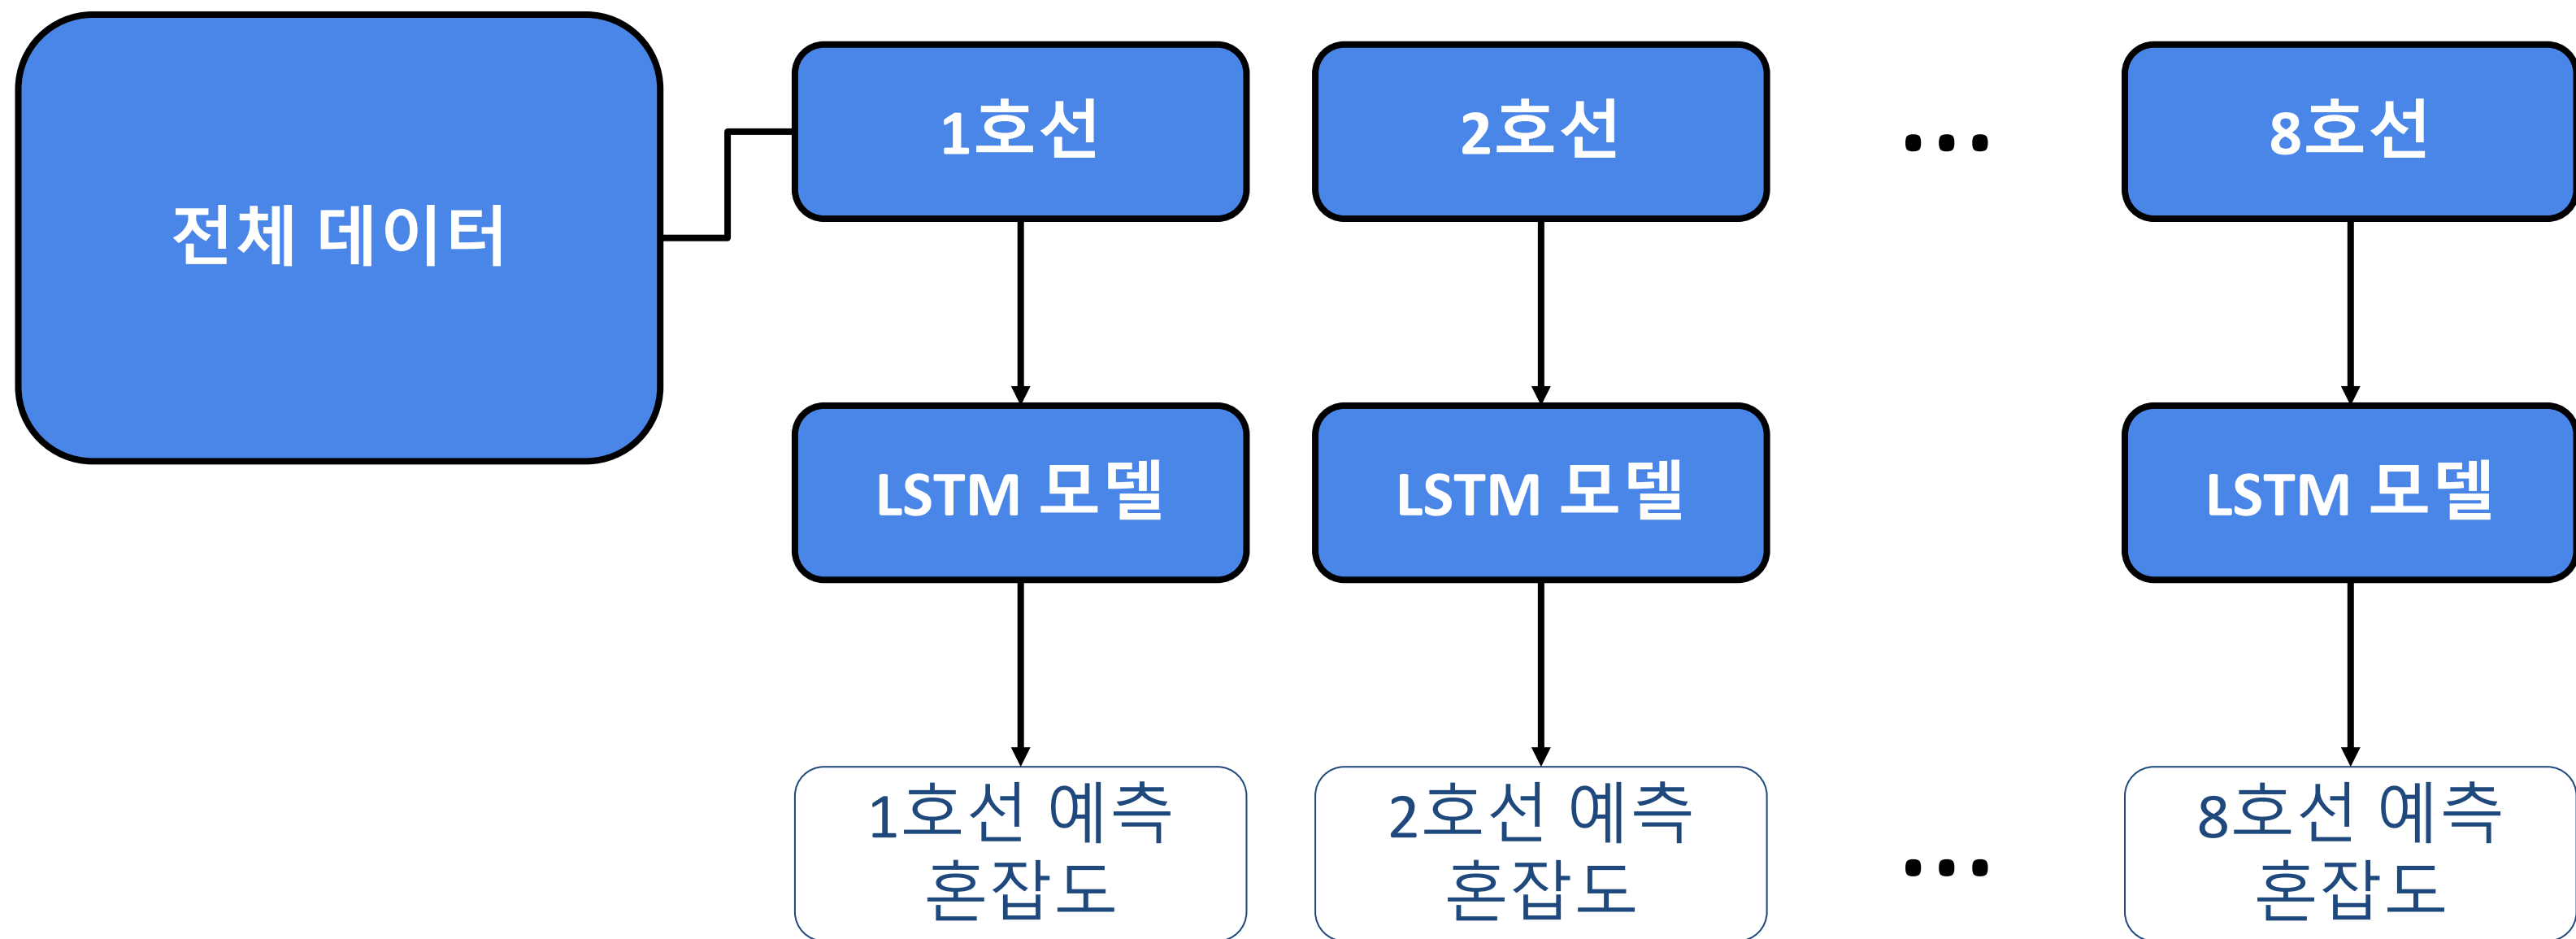 전체 데이터
1호선
2호선
...
8호선
LSTM 모델
LSTM 모델
LSTM 모델
1호선 예측
혼잡도
2호선 예측
혼잡도
...
8호선 예측
혼잡도